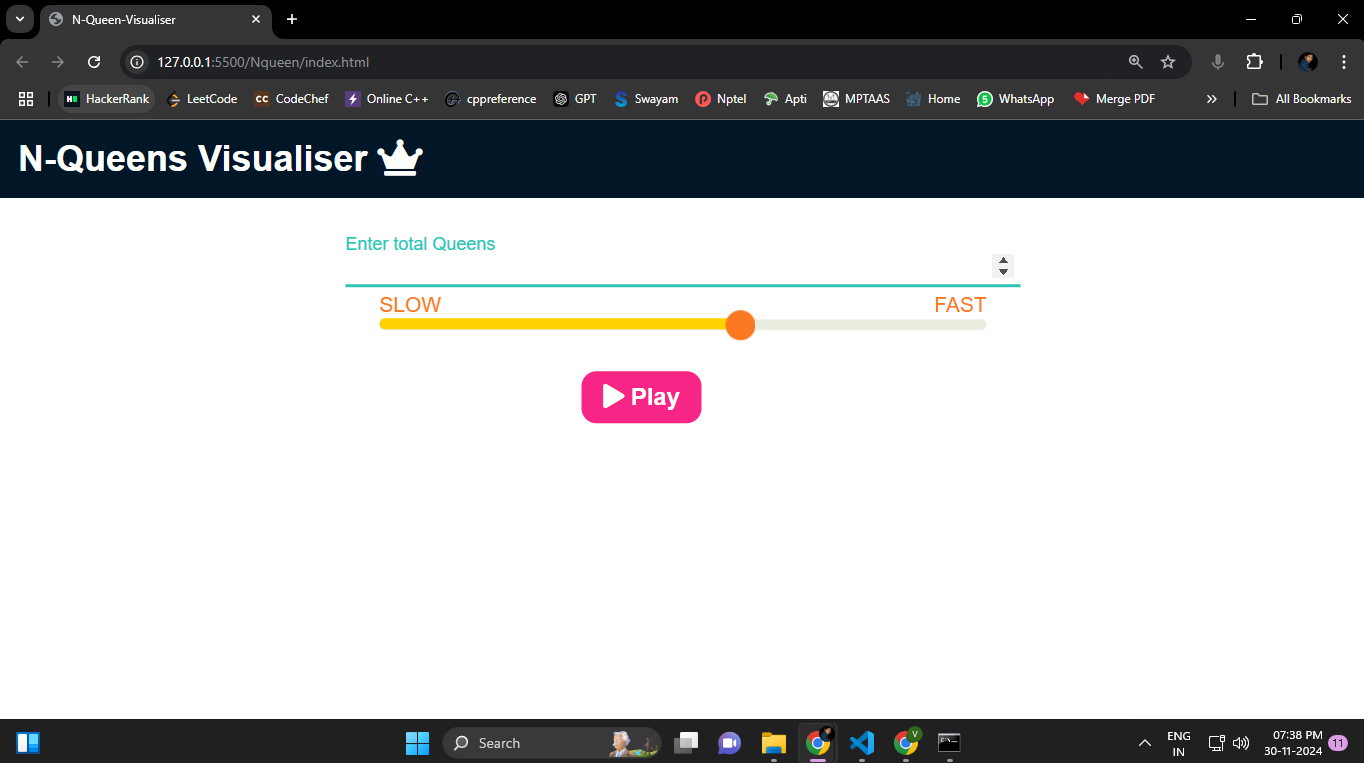 N-Queen-Visualiser
127.0.0.1:5500/Nqueen/index.html
HackerRank LeetCode CC CodeChef Online C++ cppreference GPT Swayam Nptel Apti MPTAAS Home WhatsApp Merge PDF » All Bookmarks
N-Queens Visualiser
Enter total Queens
SLOW FAST
Play
Search
V
ENG
IN
07:38 PM
30-11-2024
11